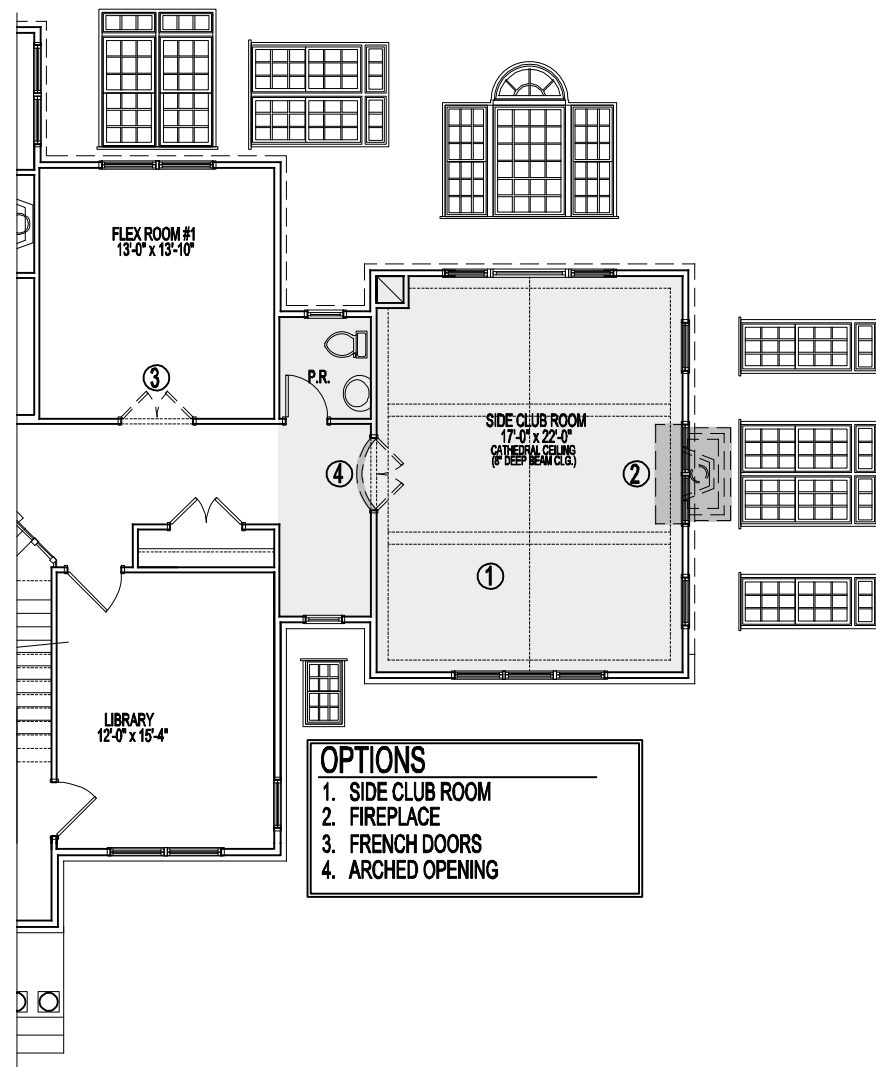 FLEX ROOM #1
13'-0" x 13'-10"
3
P.R.
SIDE CLUB ROOM
17'-0" x 22'-0"
CATHEDRAL CEILING
(8" DEEP BEAM CLG.)
4
2
1
LIBRARY
12'-0" x 15'-4"
OPTIONS
1. SIDE CLUB ROOM
2. FIREPLACE
3. FRENCH DOORS
4. ARCHED OPENING